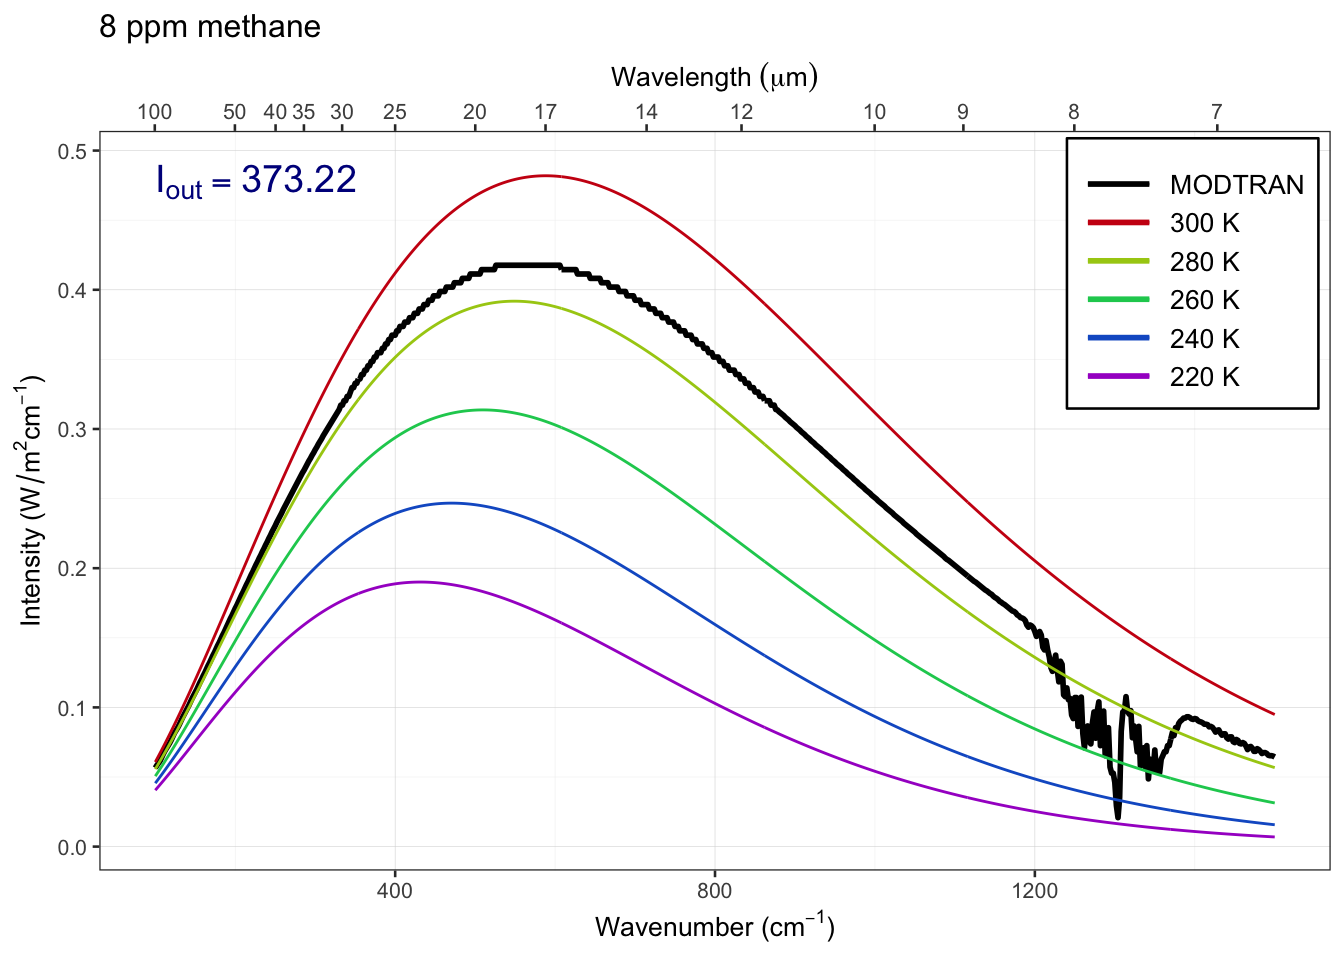 8 ppm methane
Wavelength (μm)
100 50 40 35 30 25 20 17 14 12 10 9 8 7
I_out = 373.22
MODTRAN
300 K
280 K
260 K
240 K
220 K
0.5
0.4
0.3
0.2
0.1
0.0
Intensity (W/m²cm⁻¹)
400 800 1200
Wavenumber (cm⁻¹)